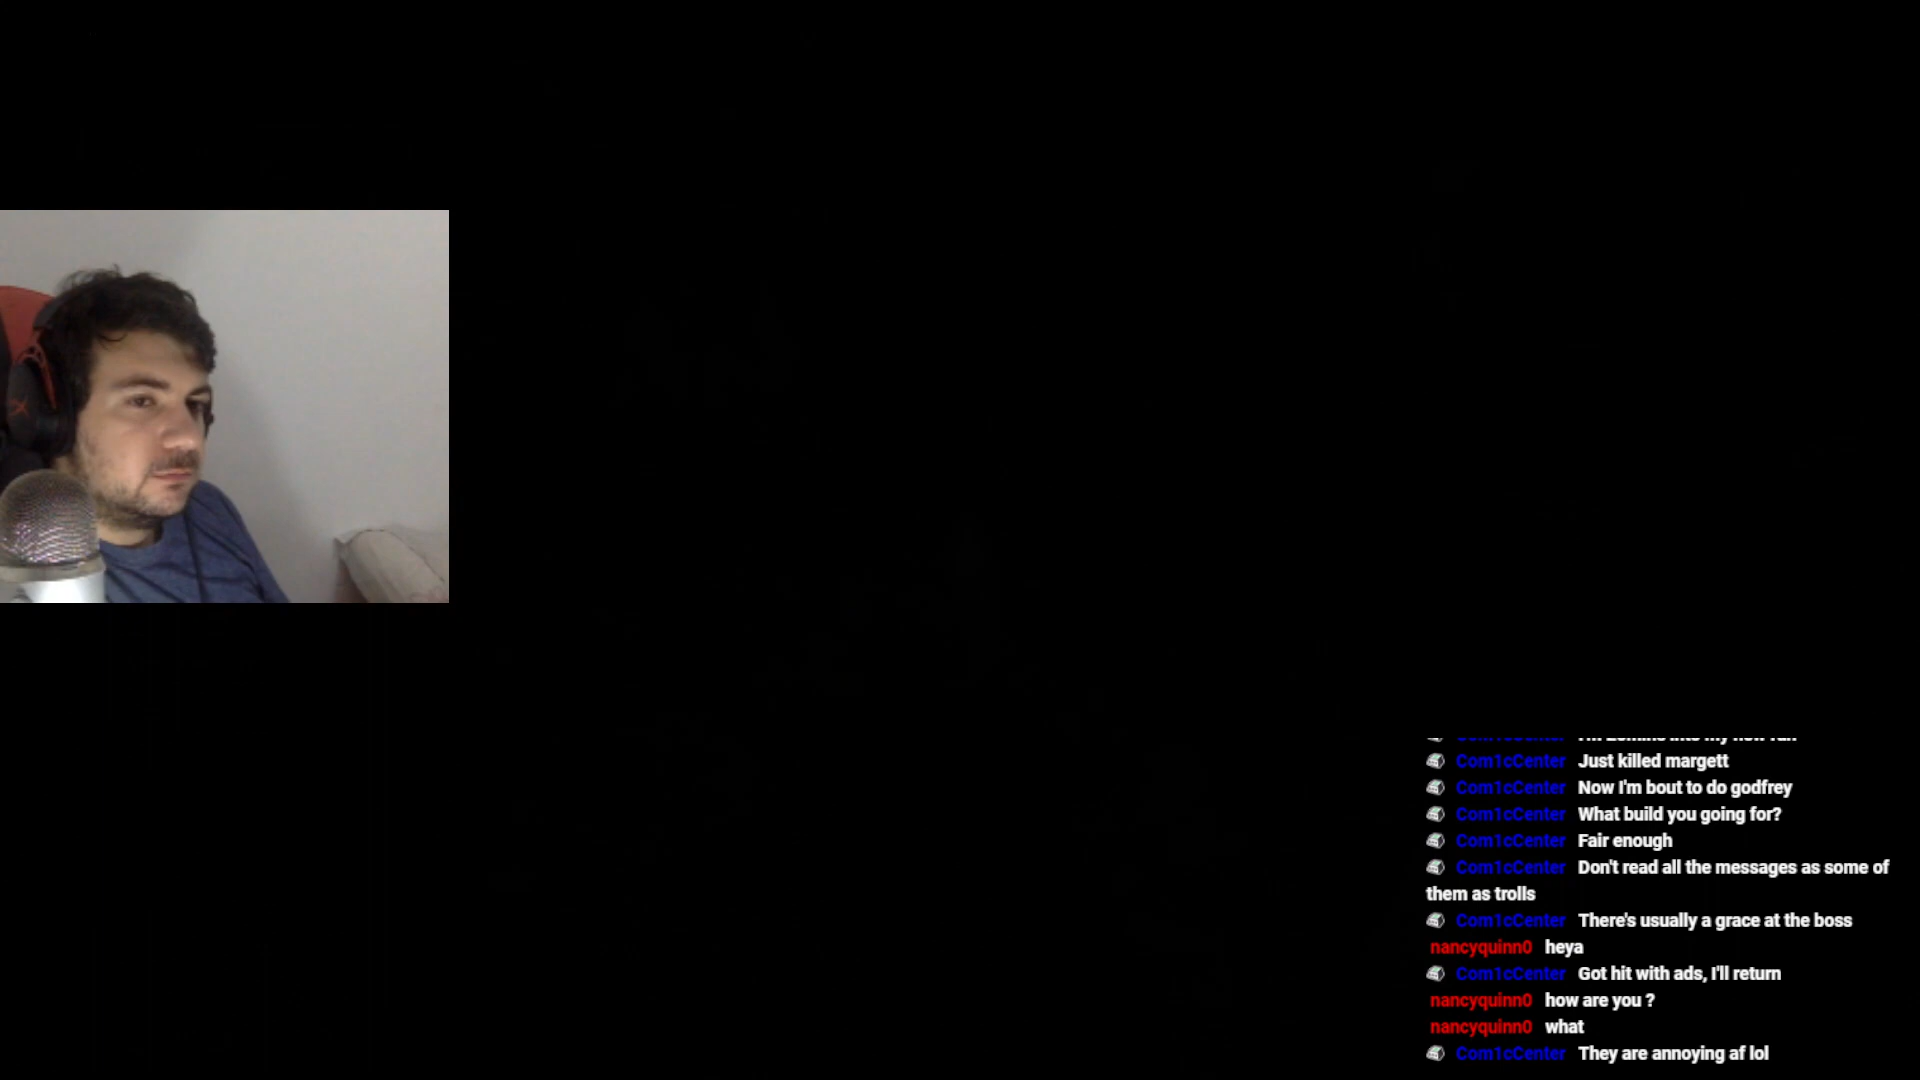 Com1cCenter Just killed margett
Com1cCenter Now I'm bout to do godfrey
Com1cCenter What build you going for?
Com1cCenter Fair enough
Com1cCenter Don't read all the messages as some of
them as trolls
Com1cCenter There's usually a grace at the boss
nancyquinn0 heya
Com1cCenter Got hit with ads, I'll return
nancyquinn0 how are you ?
nancyquinn0 what
Com1cCenter They are annoying af lol